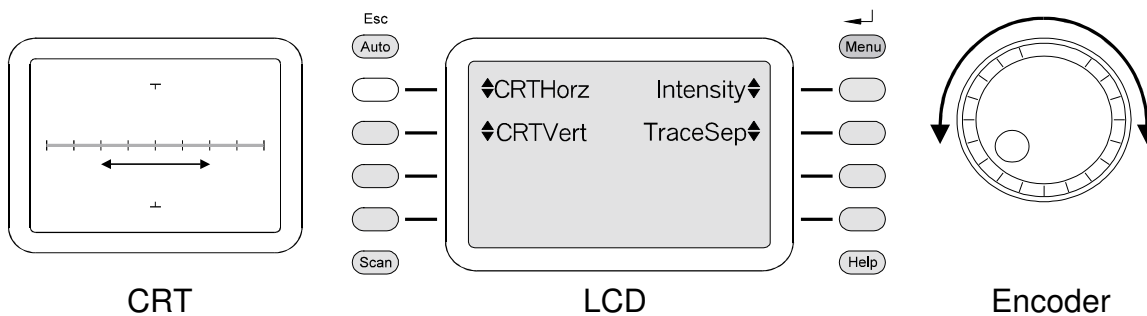 Esc
Auto
Menu
CRTHorz Intensity
CRTVert TraceSep
Scan
Help
CRT
LCD
Encoder